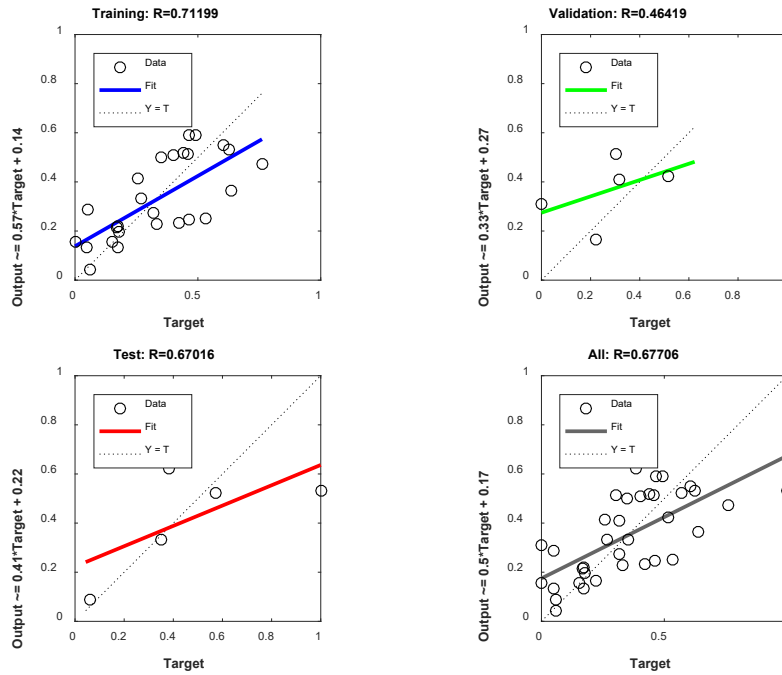 Training: R=0.71199
Output ~= 0.57*Target + 0.14
1
0.8
0.6
0.4
0.2
0
Data
Fit
Y = T
0
0.5
1
Target
Validation: R=0.46419
Output ~= 0.33*Target + 0.27
1
0.8
0.6
0.4
0.2
0
Data
Fit
Y = T
0
0.2
0.4
0.6
0.8
Target
Test: R=0.67016
Output ~= 0.41*Target + 0.22
1
0.8
0.6
0.4
0.2
0
Data
Fit
Y = T
0.2
0.4
0.6
0.8
1
Target
All: R=0.67706
Output ~= 0.5*Target + 0.17
1
0.8
0.6
0.4
0.2
0
Data
Fit
Y = T
0
0.5
Target